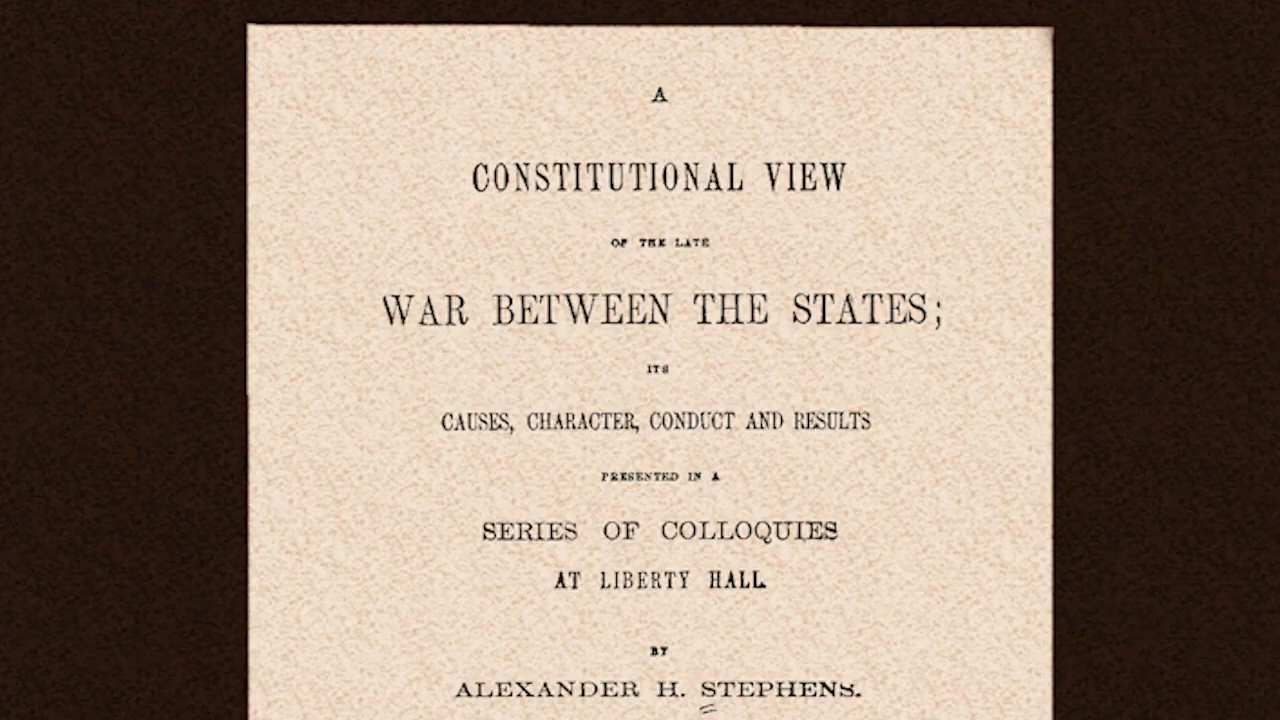 A
CONSTITUTIONAL VIEW
OF THE LATE
WAR BETWEEN THE STATES;
ITS
CAUSES, CHARACTER, CONDUCT AND RESULTS
PRESENTED IN A
SERIES OF COLLOQUIES
AT LIBERTY HALL.
BY
ALEXANDER H. STEPHENS.